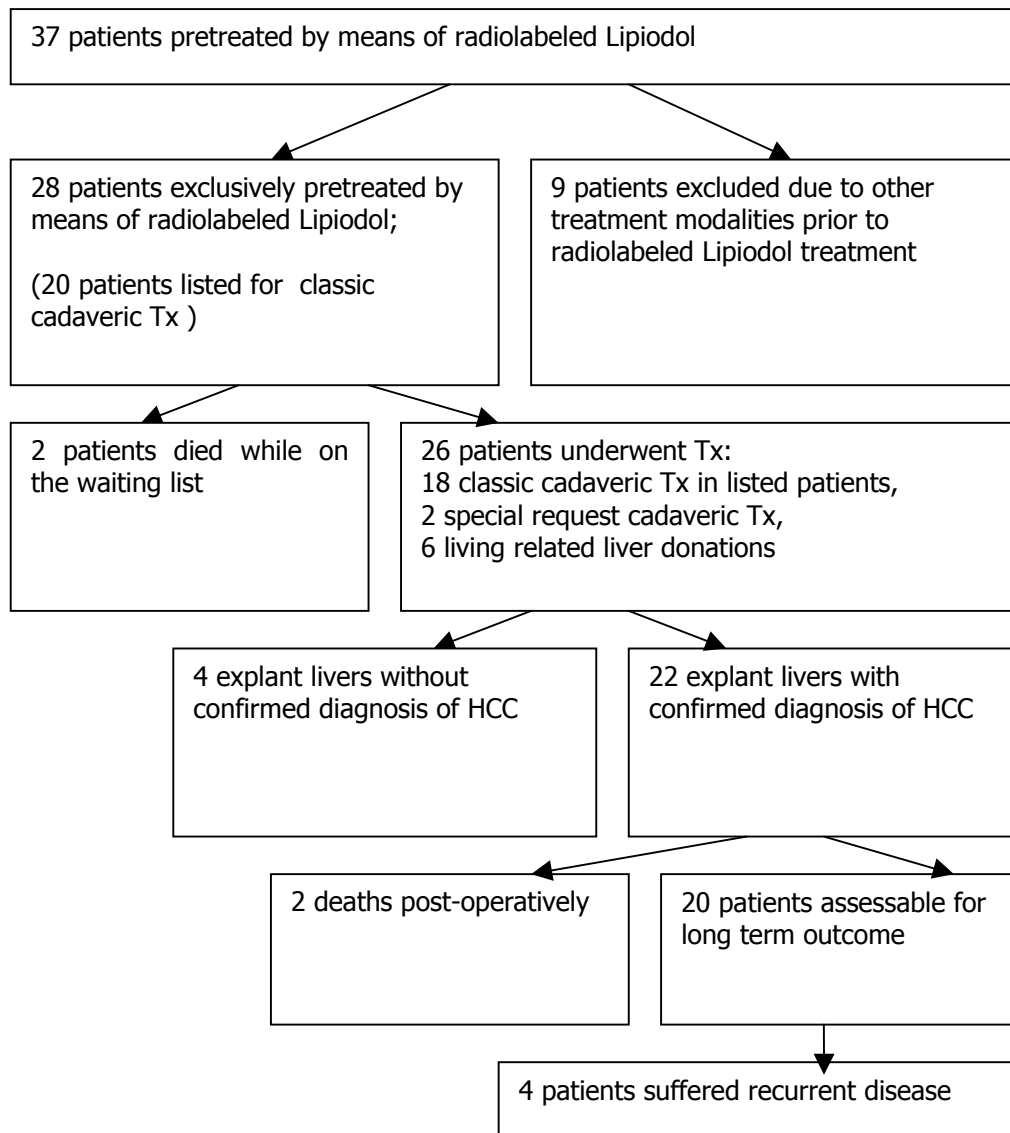 37 patients pretreated by means of radiolabeled Lipiodol
28 patients exclusively pretreated by
means of radiolabeled Lipiodol;
(20 patients listed for classic
cadaveric Tx )
9 patients excluded due to other
treatment modalities prior to
radiolabeled Lipiodol treatment
2 patients died while on
the waiting list
26 patients underwent Tx:
18 classic cadaveric Tx in listed patients,
2 special request cadaveric Tx,
6 living related liver donations
4 explant livers without
confirmed diagnosis of HCC
22 explant livers with
confirmed diagnosis of HCC
2 deaths post-operatively
20 patients assessable for
long term outcome
4 patients suffered recurrent disease